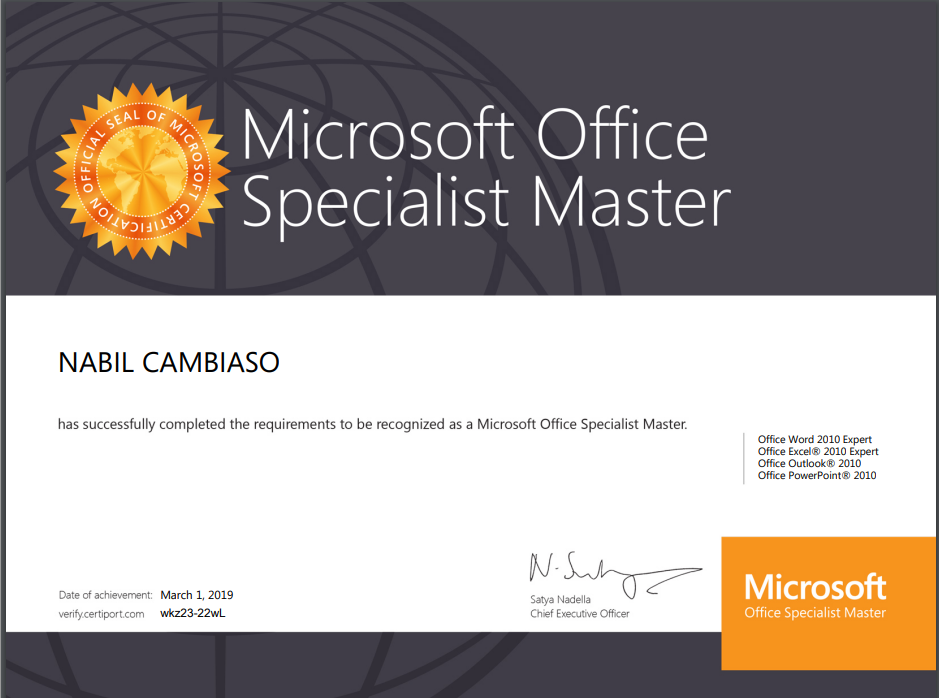 OFFICIAL SEAL OF MICROSOFT CERTIFICATION
Microsoft Office
Specialist Master
NABIL CAMBIASO
has successfully completed the requirements to be recognized as a Microsoft Office Specialist Master.
Office Word 2010 Expert
Office Excel® 2010 Expert
Office Outlook® 2010
Office PowerPoint® 2010
Date of achievement: March 1, 2019
verify.certiport.com wkz23-22wL
Satya Nadella
Chief Executive Officer
Microsoft
Office Specialist Master